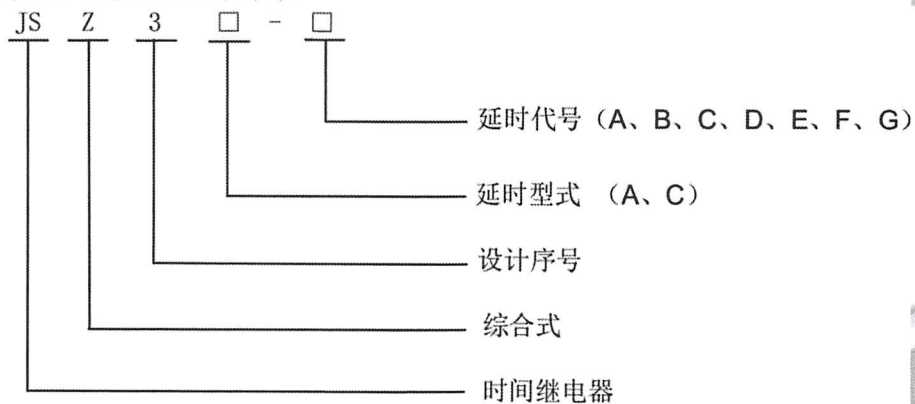 JS Z 3 □ - □
延时代号（A、B、C、D、E、F、G）
延时型式 （A、C）
设计序号
综合式
时间继电器